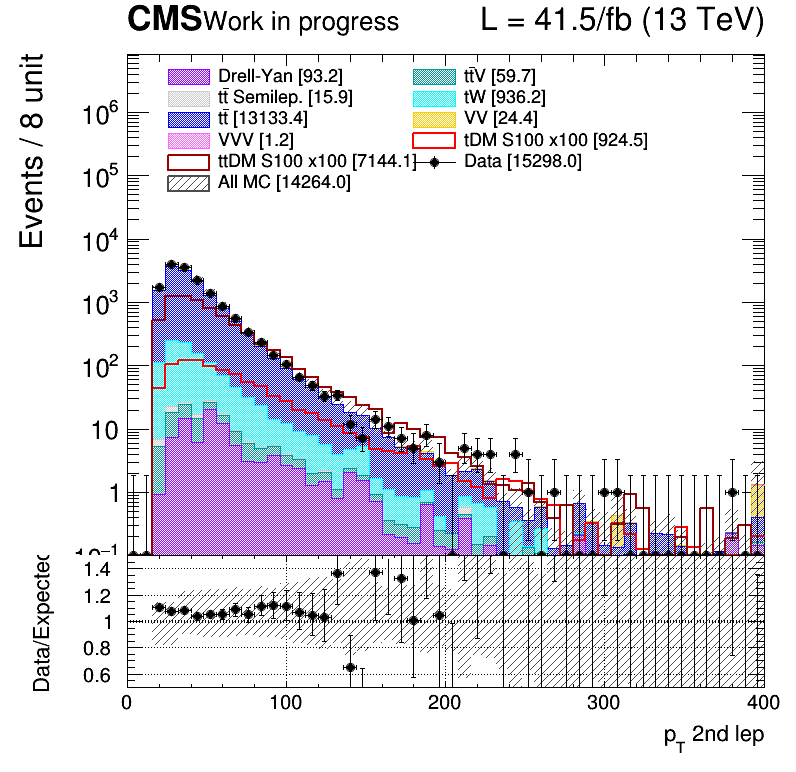 CMS Work in progress L = 41.5/fb (13 TeV)
Events / 8 unit
Drell-Yan [93.2] tt̄V [59.7]
tt̄ Semilep. [15.9] tW [936.2]
tt̄ [13133.4] VV [24.4]
VVV [1.2] tDM S100 x100 [924.5]
ttDM S100 x100 [7144.1] Data [15298.0]
All MC [14264.0]
10⁶
10⁵
10⁴
10³
10²
10
1
10⁻¹
Data/Expected
1.4
1.2
1
0.8
0.6
0 100 200 300 400
p_T 2nd lep